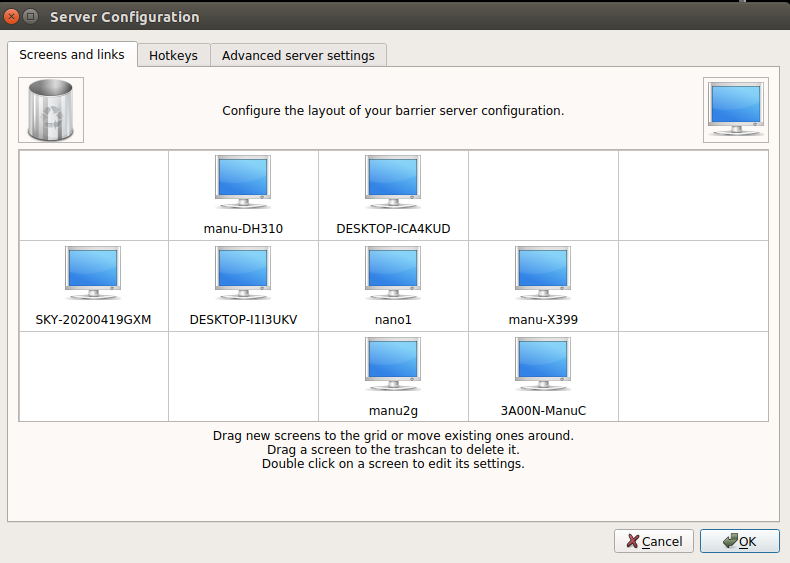 Server Configuration
Screens and links
Hotkeys
Advanced server settings
Configure the layout of your barrier server configuration.
manu-DH310
DESKTOP-ICA4KUD
SKY-20200419GXM
DESKTOP-I1I3UKV
nano1
manu-X399
manu2g
3A00N-ManuC
Drag new screens to the grid or move existing ones around.
Drag a screen to the trashcan to delete it.
Double click on a screen to edit its settings.
Cancel
OK